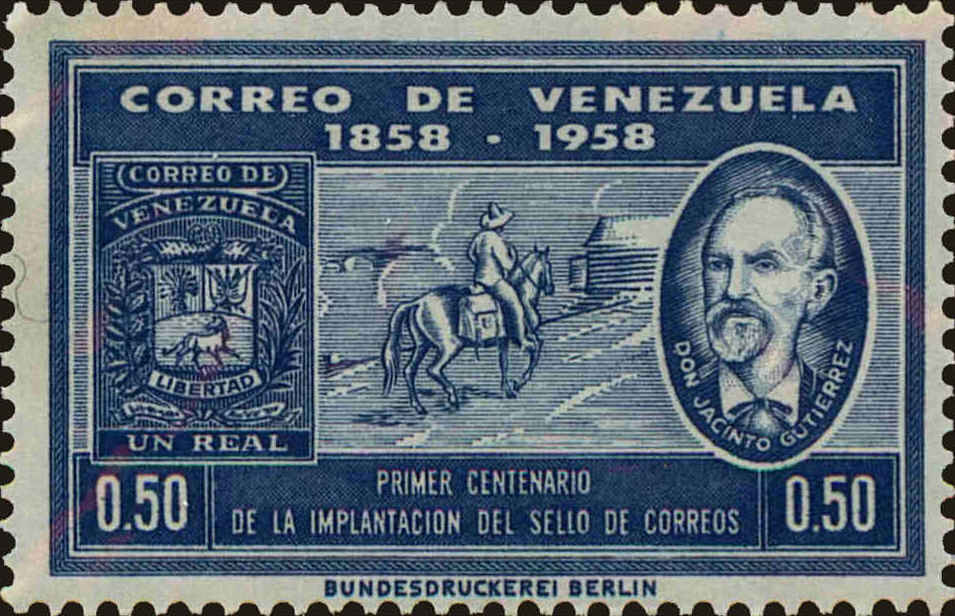 CORREO DE VENEZUELA
1858 - 1958
(CORREO DE)
VENEZUELA
LIBERTAD
UN REAL
DON JACINTO GUTIERREZ
0.50
PRIMER CENTENARIO
DE LA IMPLANTACION DEL SELLO DE CORREOS
0.50
BUNDESDRUCKEREI BERLIN